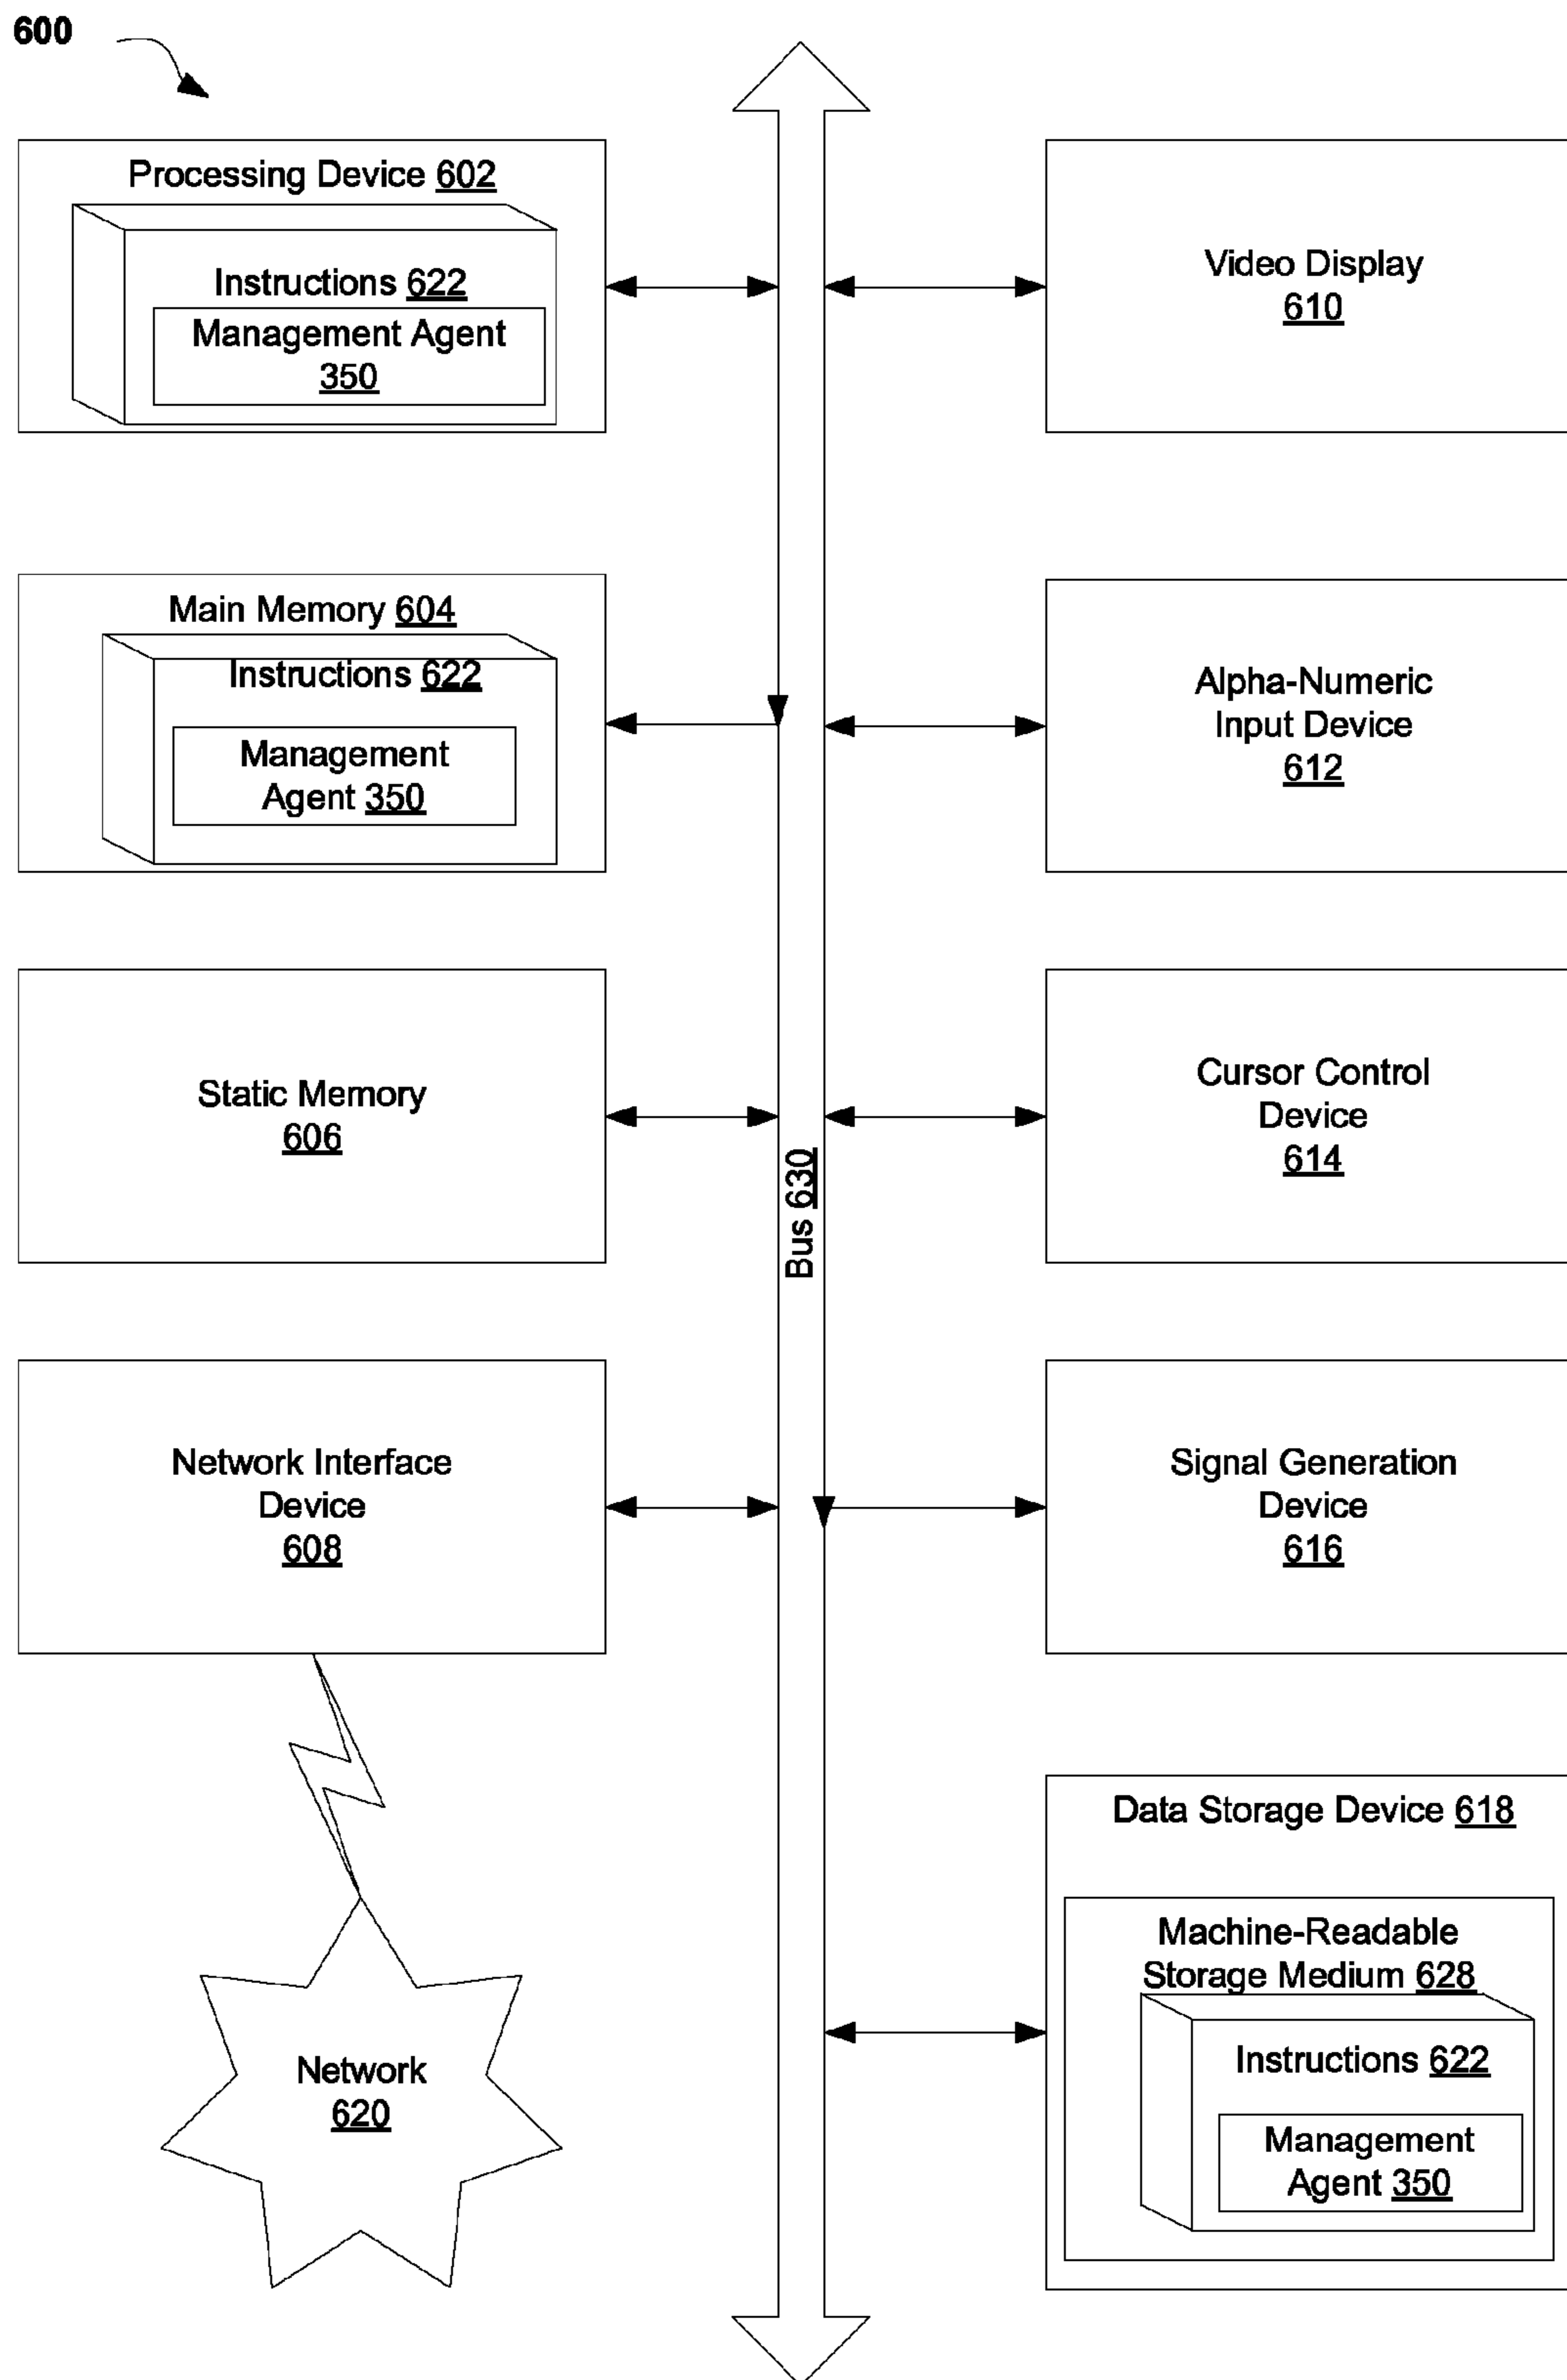 600
Processing Device 602
Instructions 622
Management Agent
350
Main Memory 604
Instructions 622
Management
Agent 350
Static Memory
606
Network Interface
Device
608
Network
620
Bus 630
Video Display
610
Alpha-Numeric
Input Device
612
Cursor Control
Device
614
Signal Generation
Device
616
Data Storage Device 618
Machine-Readable
Storage Medium 628
Instructions 622
Management
Agent 350